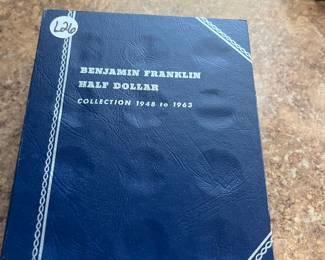 L26
BENJAMIN FRANKLIN
HALF DOLLAR
COLLECTION 1948 to 1963